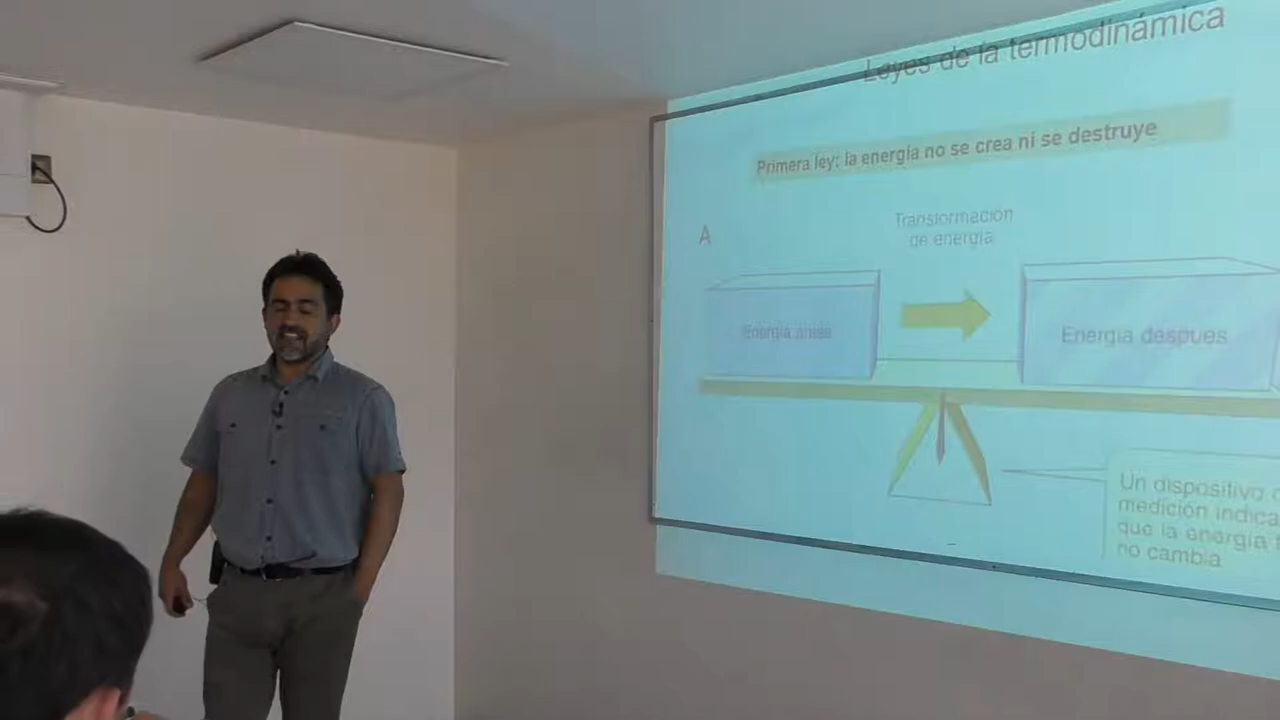 Leyes de la termodinámica
Primera ley: la energía no se crea ni se destruye
A
Transformación
de energía
Energía antes
Energía despues
Un dispositivo
medición indica
que la energía
no cambia